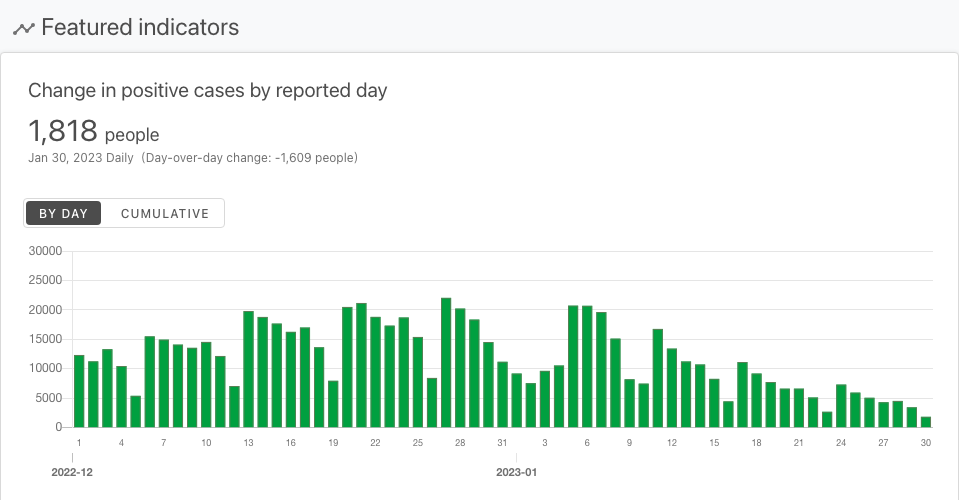 Featured indicators
Change in positive cases by reported day
1,818 people
Jan 30, 2023 Daily (Day-over-day change: -1,609 people)
BY DAY CUMULATIVE
30000
25000
20000
15000
10000
5000
0
1 4 7 10 13 16 19 22 25 28 31 3 6 9 12 15 18 21 24 27 30
2022-12 2023-01